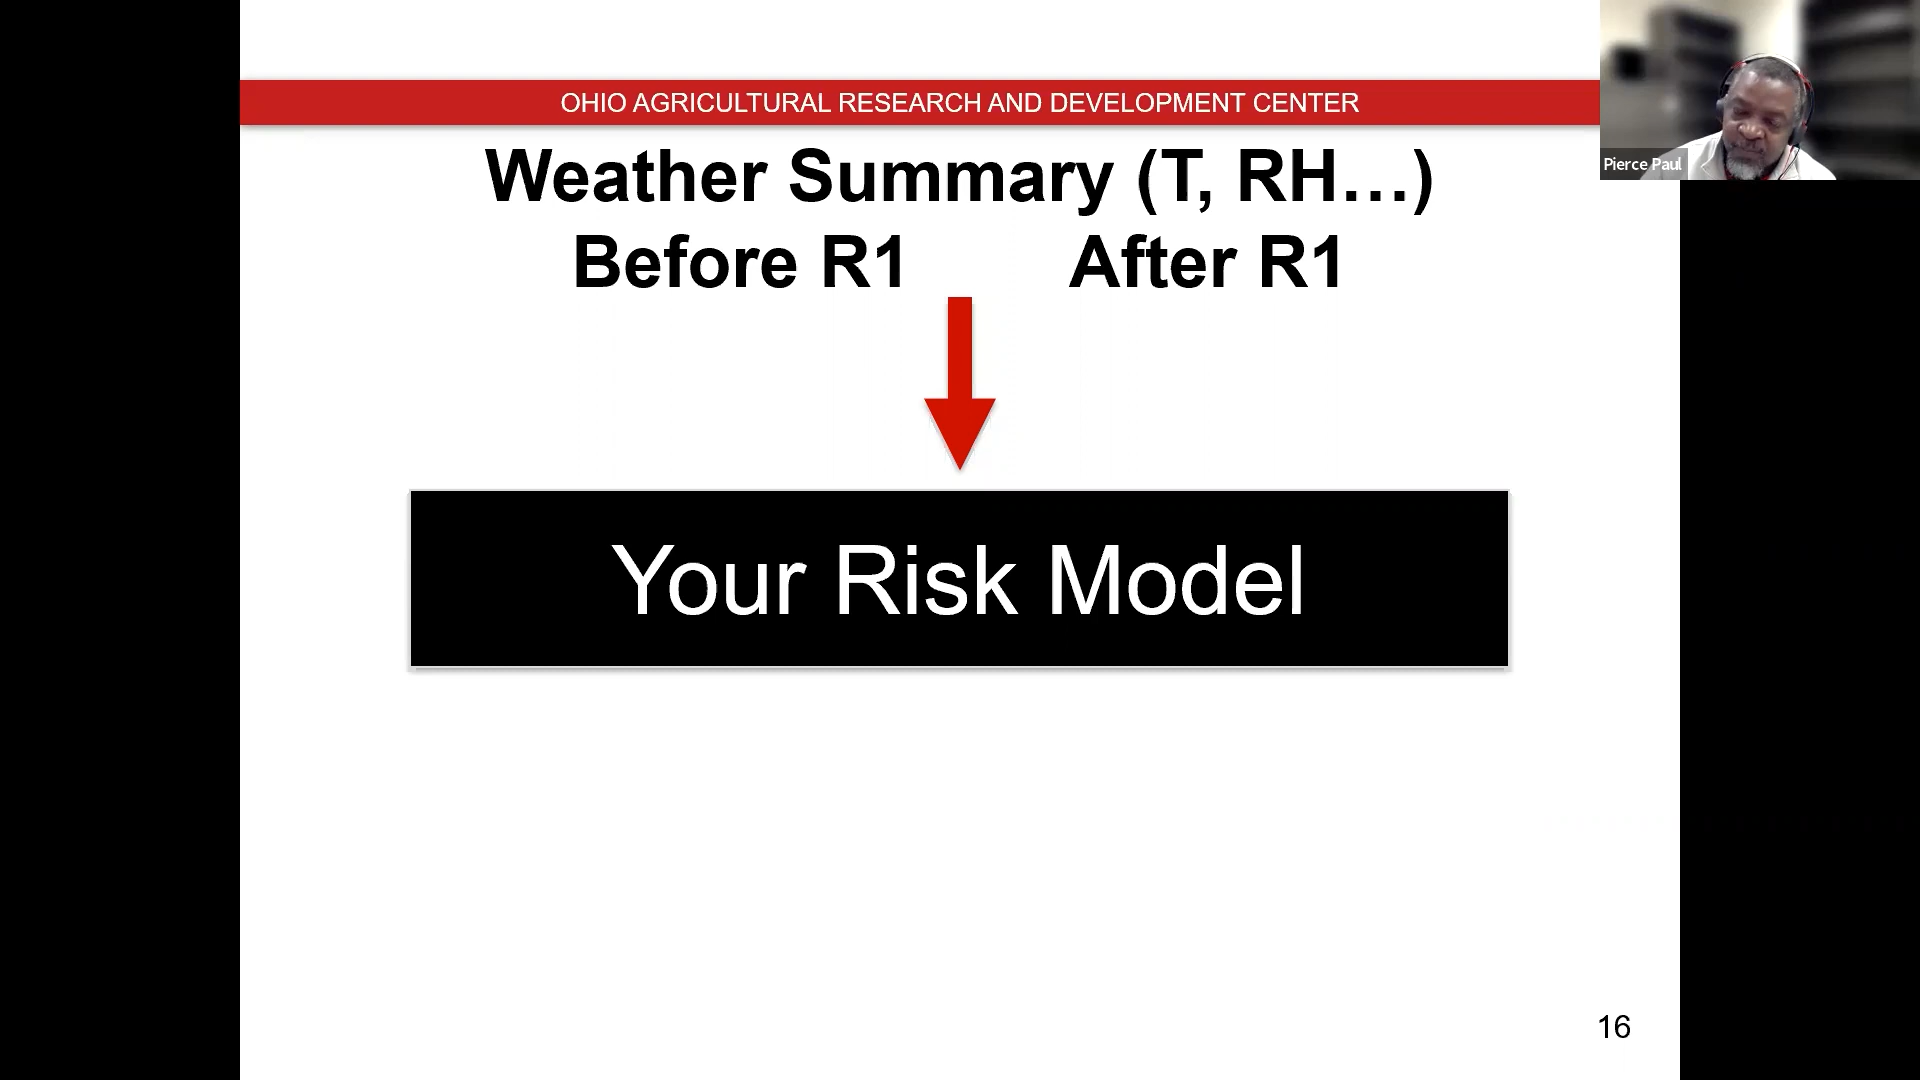 OHIO AGRICULTURAL RESEARCH AND DEVELOPMENT CENTER
Pierce Paul
Weather Summary (T, RH…)
Before R1 After R1
Your Risk Model
16